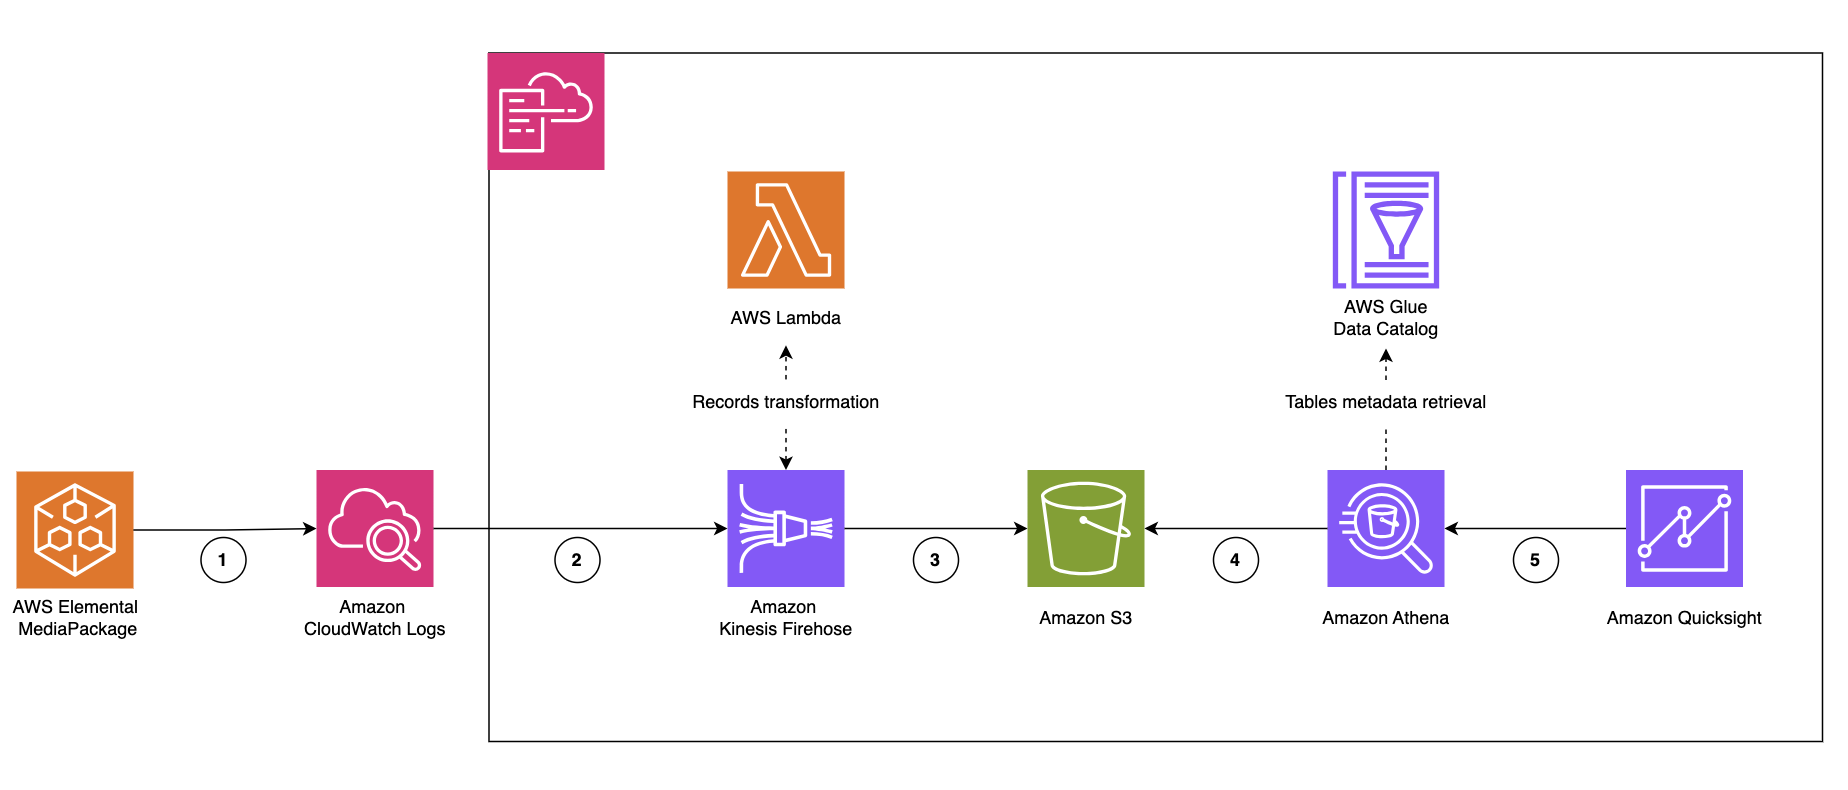 AWS Lambda
AWS Glue
Data Catalog
Records transformation
Tables metadata retrieval
1
2
3
4
5
AWS Elemental
MediaPackage
Amazon
CloudWatch Logs
Amazon
Kinesis Firehose
Amazon S3
Amazon Athena
Amazon Quicksight